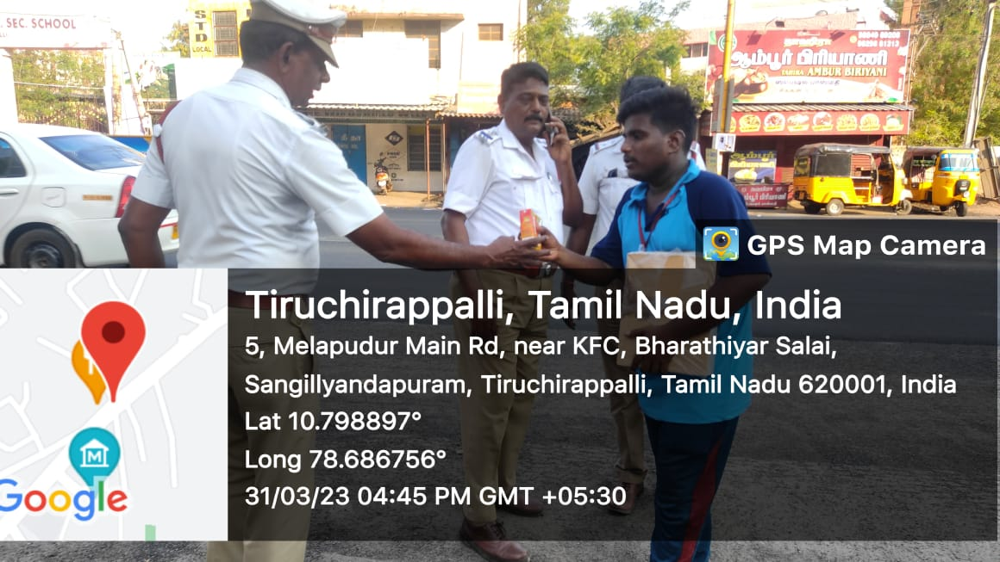 . SEC. SCHOOL
STD
LOCAL
ஆம்பூர் பிரியாணி
TAHIRA AMBUR BIRIYANI
ஆம்பூர்
GPS Map Camera
Tiruchirappalli, Tamil Nadu, India
5, Melapudur Main Rd, near KFC, Bharathiyar Salai,
Sangillyandapuram, Tiruchirappalli, Tamil Nadu 620001, India
Lat 10.798897°
Long 78.686756°
31/03/23 04:45 PM GMT +05:30
Google